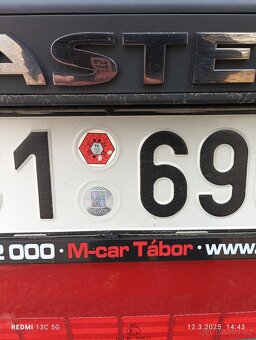 ASTE
1 69
2 000 · M-car Tábor · www.
REDMI 13C 5G
12.3.2025 14:43